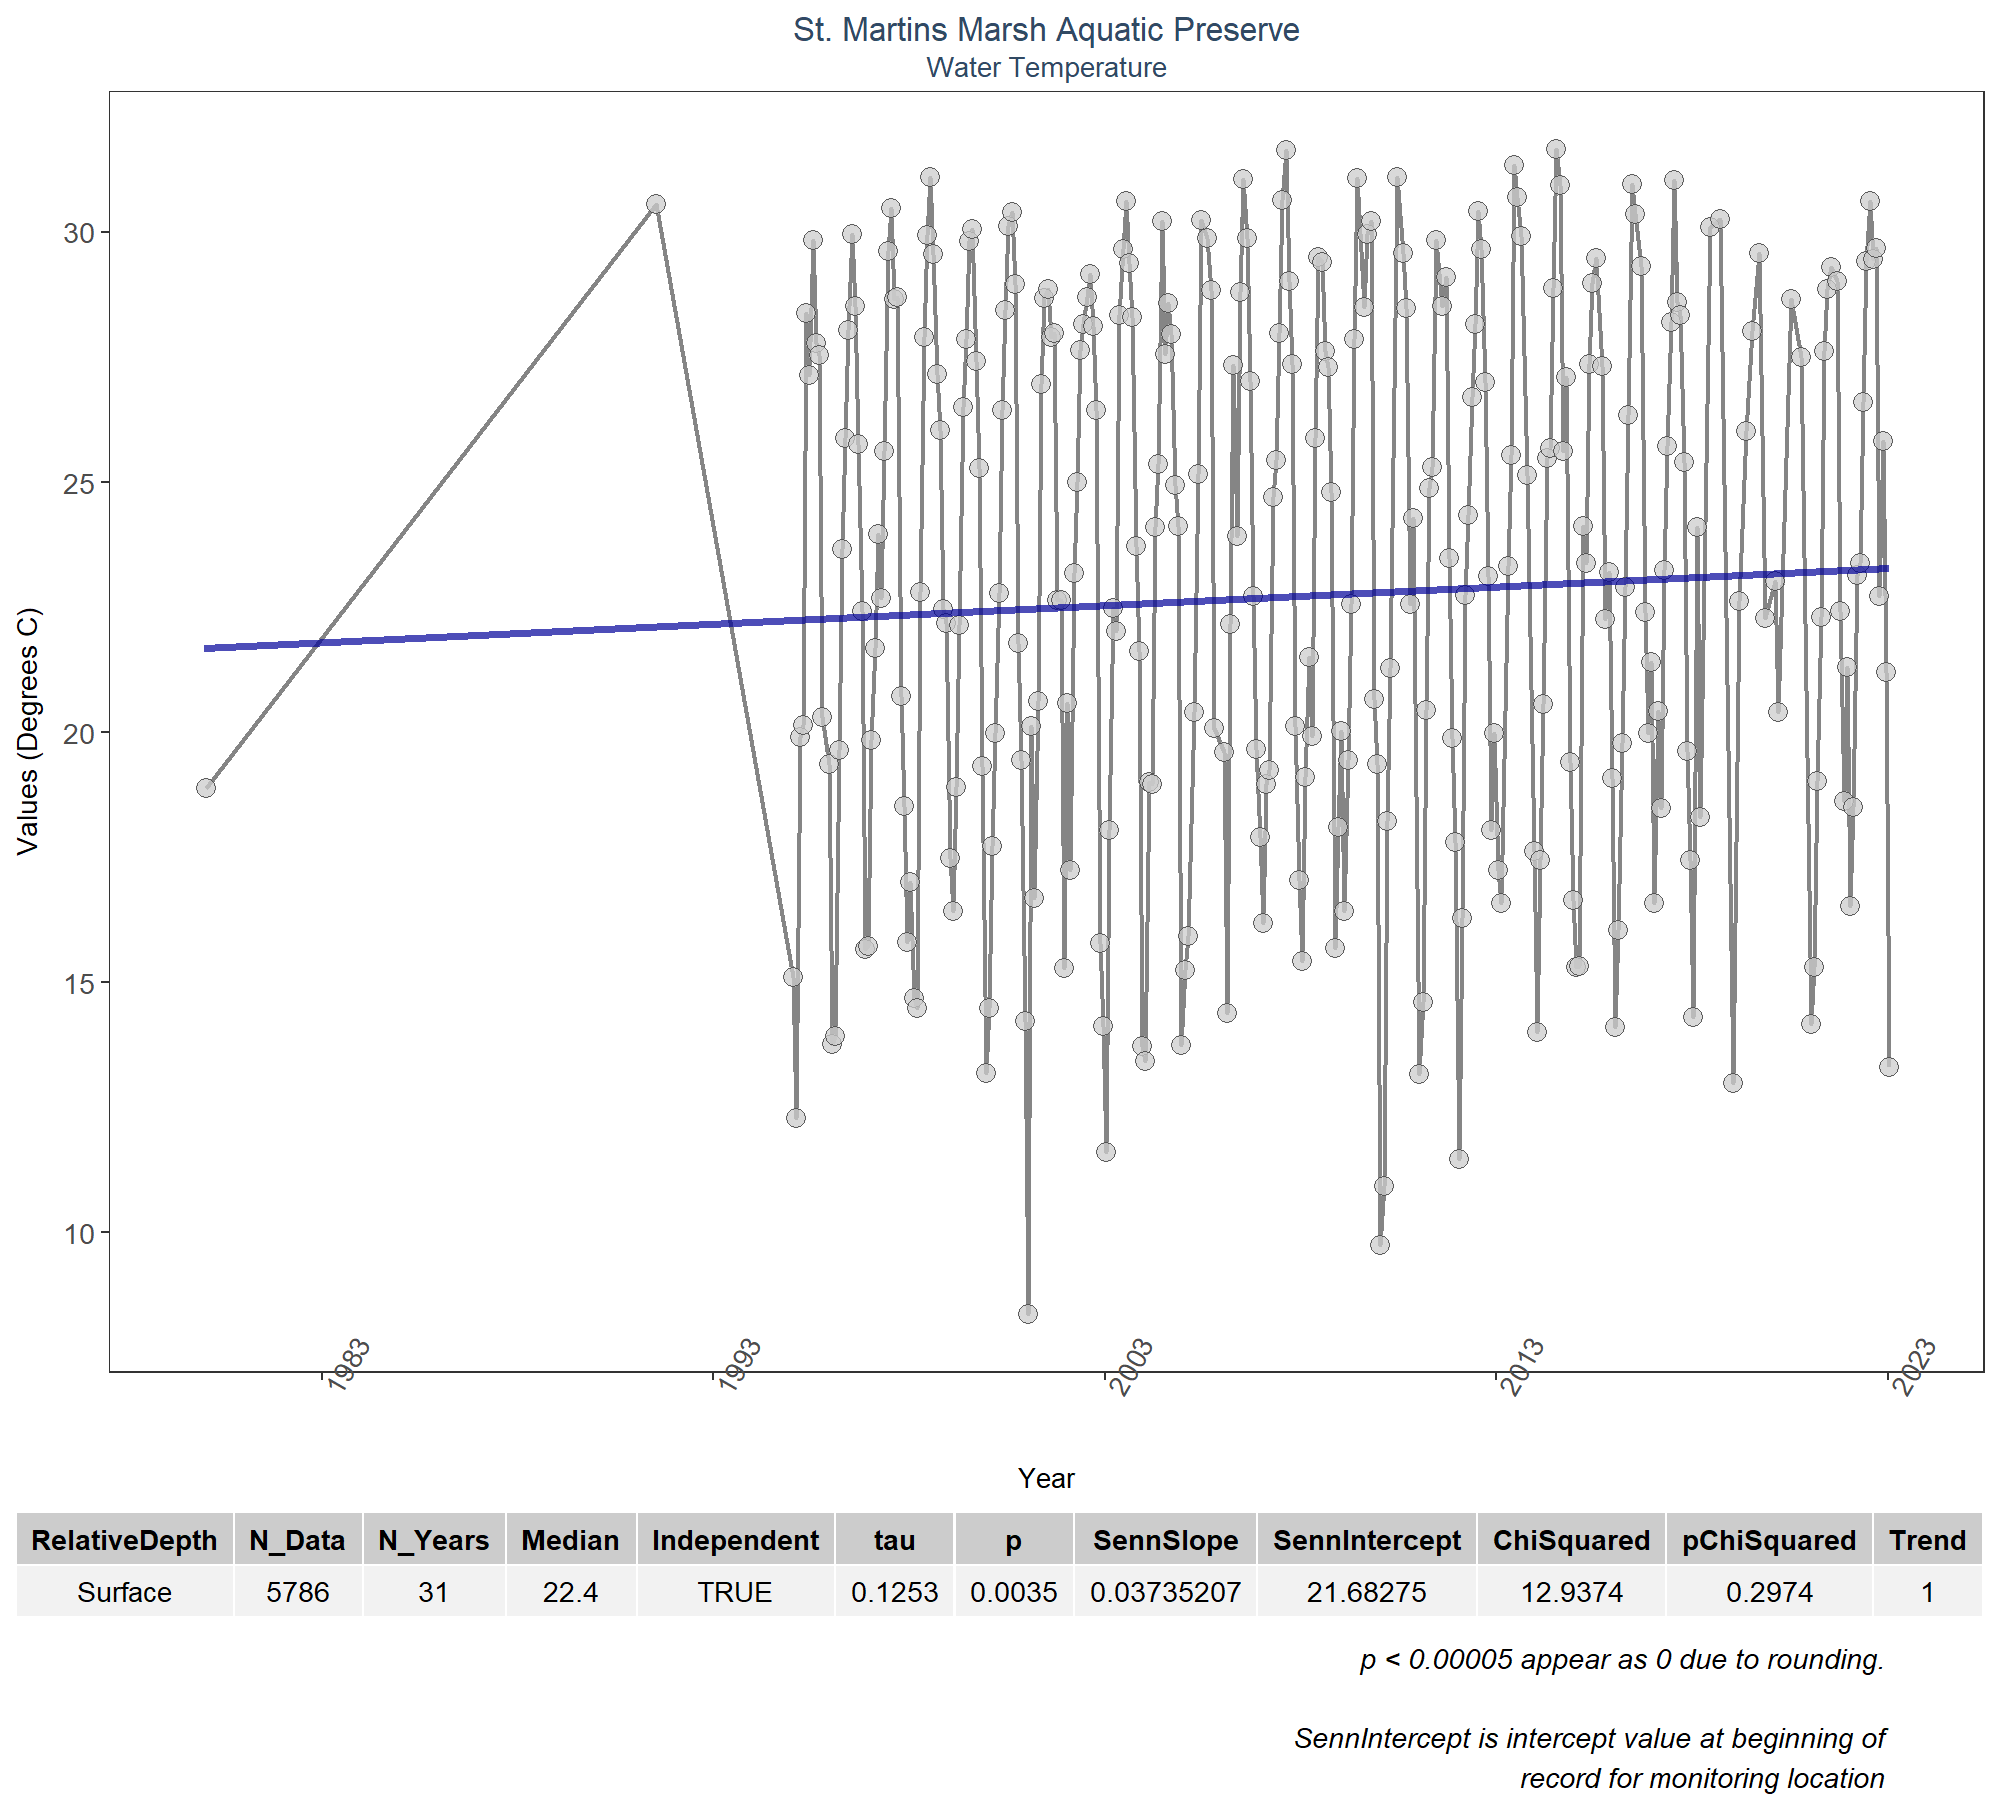 St. Martins Marsh Aquatic Preserve
Water Temperature
Values (Degrees C)
30
25
20
15
10
1983
1993
2003
2013
2023
Year
RelativeDepth N_Data N_Years Median Independent tau p SennSlope SennIntercept ChiSquared pChiSquared Trend
Surface 5786 31 22.4 TRUE 0.1253 0.0035 0.03735207 21.68275 12.9374 0.2974 1
p < 0.00005 appear as 0 due to rounding.
SennIntercept is intercept value at beginning of
record for monitoring location